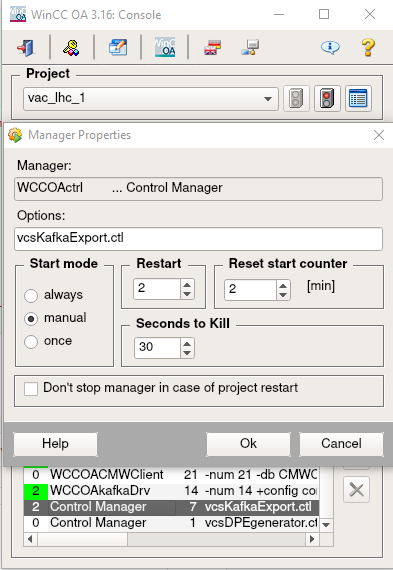 WinCC OA 3.16: Console
WinCC
OA
Project
vac_lhc_1
Manager Properties
Manager:
WCCOActrl ... Control Manager
Options:
vcsKafkaExport.ctl
Start mode
always
manual
once
Restart
2
Reset start counter
2 [min]
Seconds to Kill
30
Don't stop manager in case of project restart
Help
Ok
Cancel
0 WCCOACMWClient 21 -num 21 -db CMWC
2 WCCOAkafkaDrv 14 -num 14 +config co
2 Control Manager 7 vcsKafkaExport.ctl
0 Control Manager 1 vcsDPEgenerator.ct